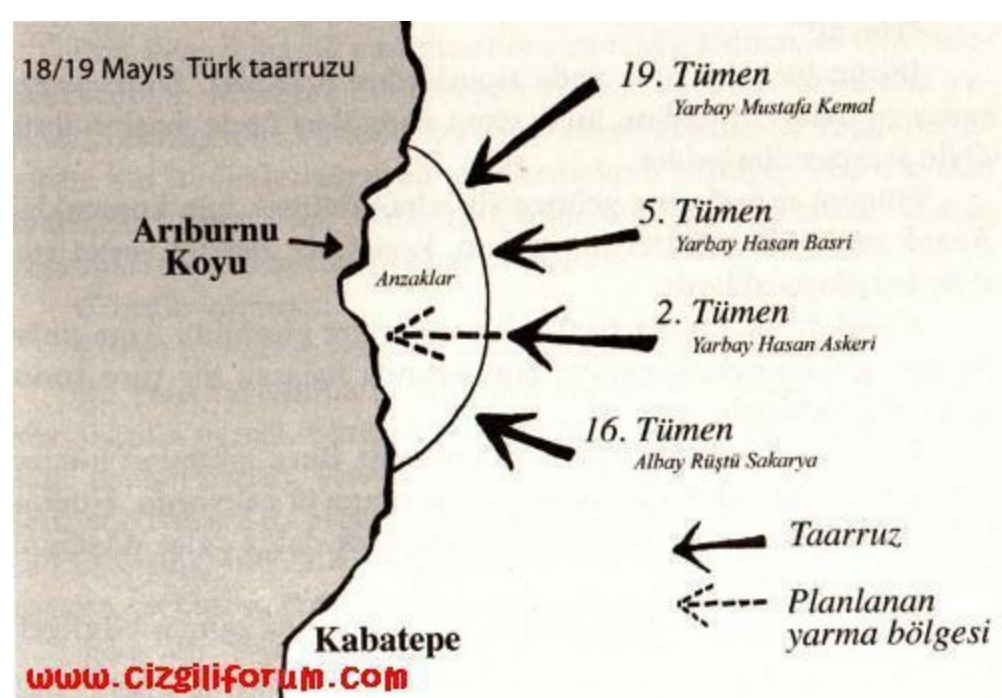 18/19 Mayıs Türk taarruzu
19. Tümen
Yarbay Mustafa Kemal
5. Tümen
Yarbay Hasan Basri
Arıburnu
Koyu
Anzaklar
2. Tümen
Yarbay Hasan Askeri
16. Tümen
Albay Rüştü Sakarya
Taarruz
Planlanan
yarma bölgesi
Kabatepe
www.cizgiliforum.com